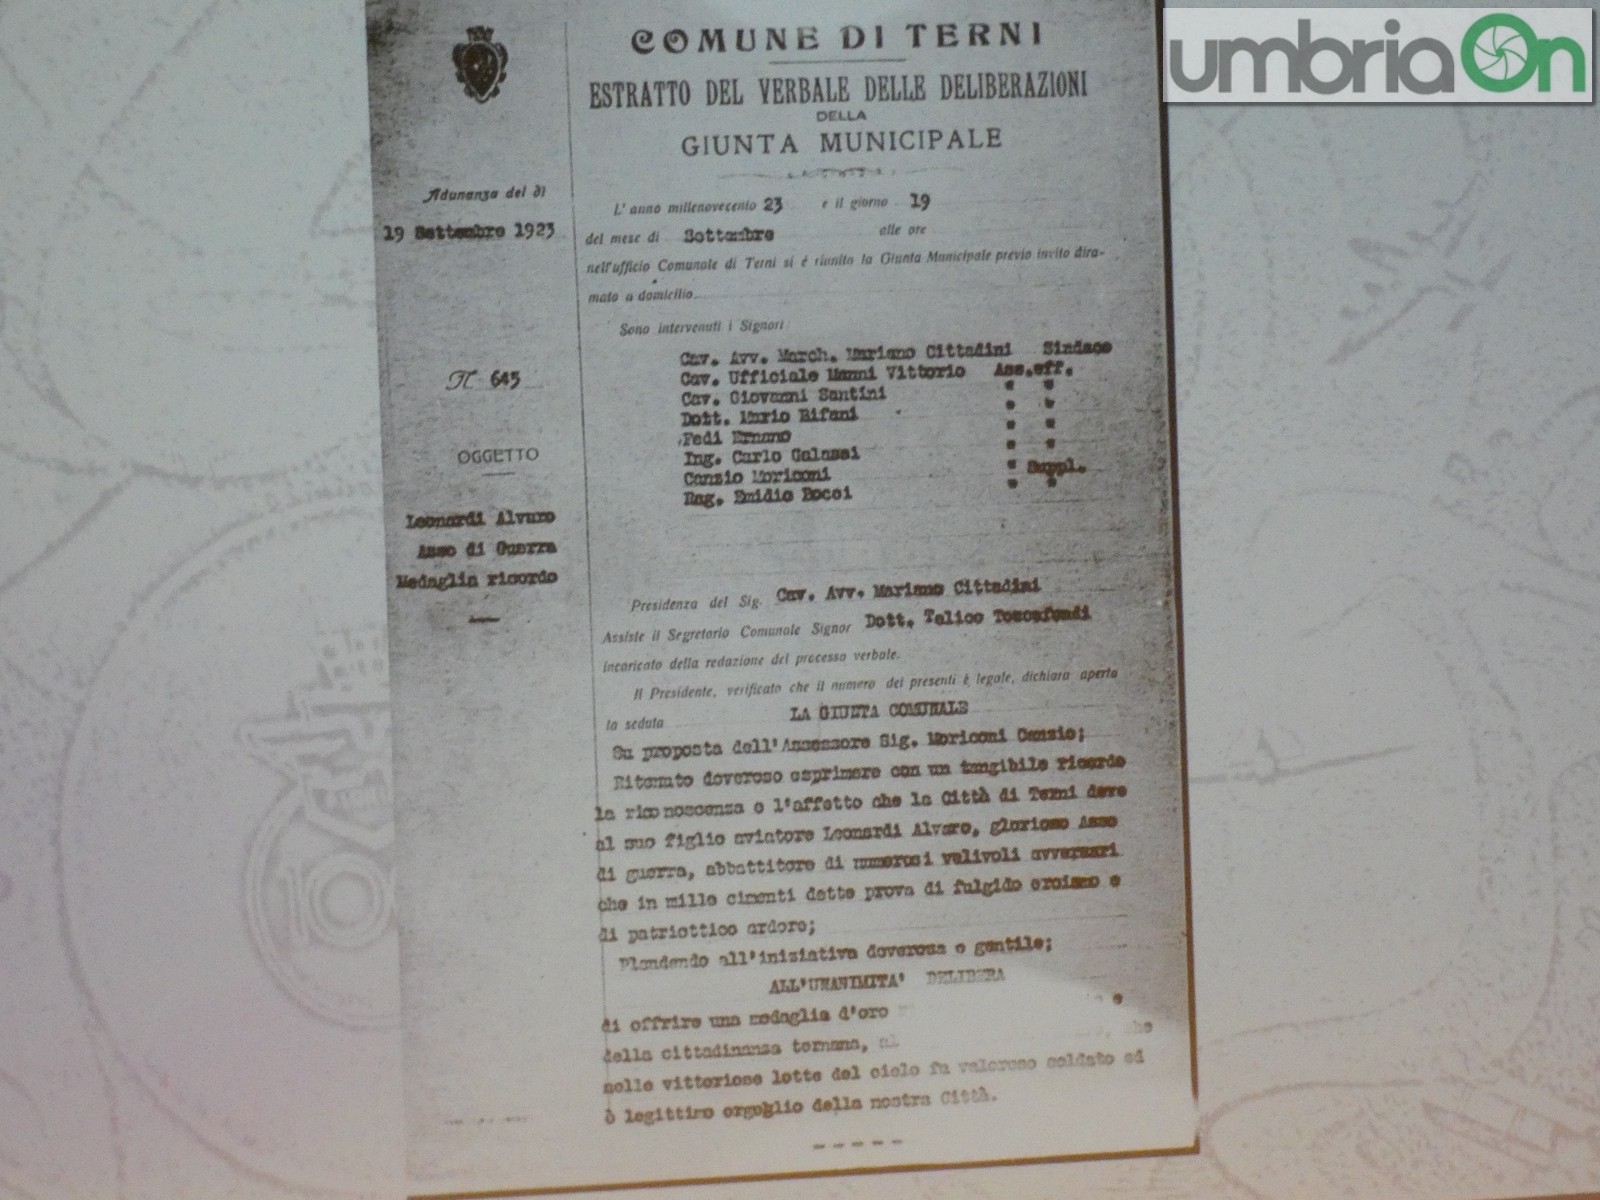 umbriaOn
COMUNE DI TERNI
ESTRATTO DEL VERBALE DELLE DELIBERAZIONI
DELLA
GIUNTA MUNICIPALE
Adunanza del dì
19 Settembre 1923
N 645
OGGETTO
Leonardi Alvaro
Asso di Guerra
Medaglia ricordo
L'anno millenovecento 23 e il giorno 19
del mese di Settembre alle ore
nell'ufficio Comunale di Terni si é riunita la Giunta Municipale previo invito dira-
mato a domicilio
Sono intervenuti i Signori
Cav. Avv. March. Mariano Cittadini Sindaco
Cav. Ufficiale Manni Vittorio Ass.eff.
Cav. Giovanni Santini " "
Dott. Mario Rifani " "
Fedi Ernano " "
Ing. Carlo Galassi " "
Canzio Moriconi " Suppl.
Rag. Emidio Bocci " "
Presidenza del Sig. Cav. Avv. Mariano Cittadini
Assiste il Segretario Comunale Signor Dott. Talico Toscafondi
incaricato della redazione del processo verbale.
Il Presidente, verificato che il numero dei presenti è legale, dichiara aperta
la seduta
LA GIUNTA COMUNALE
Su proposta dell'Assessore Sig. Moriconi Canzio;
Ritenuto doveroso esprimere con un tangibile ricordo
la riconoscenza e l'affetto che la Città di Terni deve
al suo figlio aviatore Leonardi Alvaro, glorioso Asso
di guerra, abbattitore di numerosi velivoli avversari
che in mille cimenti dette prova di fulgido eroismo e
di patriottico ardore;
Plaudendo all'iniziativa doverosa e gentile;
ALL'UNANIMITA' DELIBERA
di offrire una medaglia d'oro e
della cittadinanza ternana, al che
nelle vittoriose lotte del cielo fu valoroso soldato ed
è legittimo orgoglio della nostra Città.